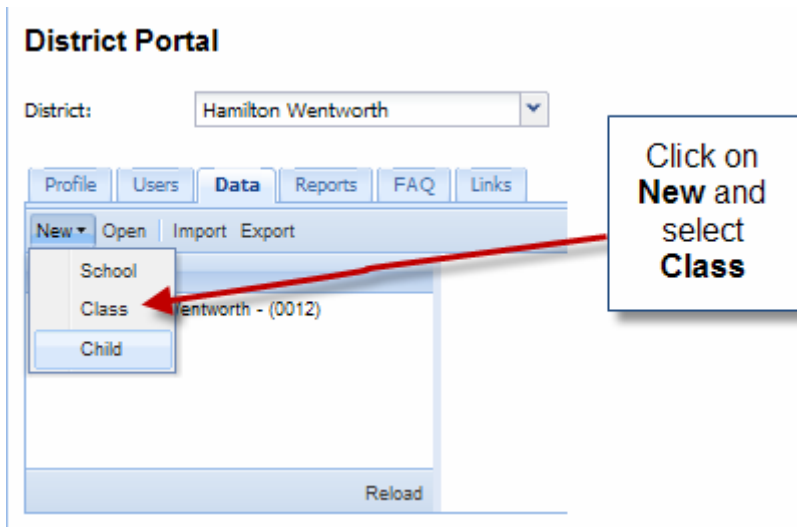 District Portal
District: Hamilton Wentworth
Profile Users Data Reports FAQ Links
New Open Import Export
School
Class entworth - (0012)
Child
Reload
Click on
New and
select
Class